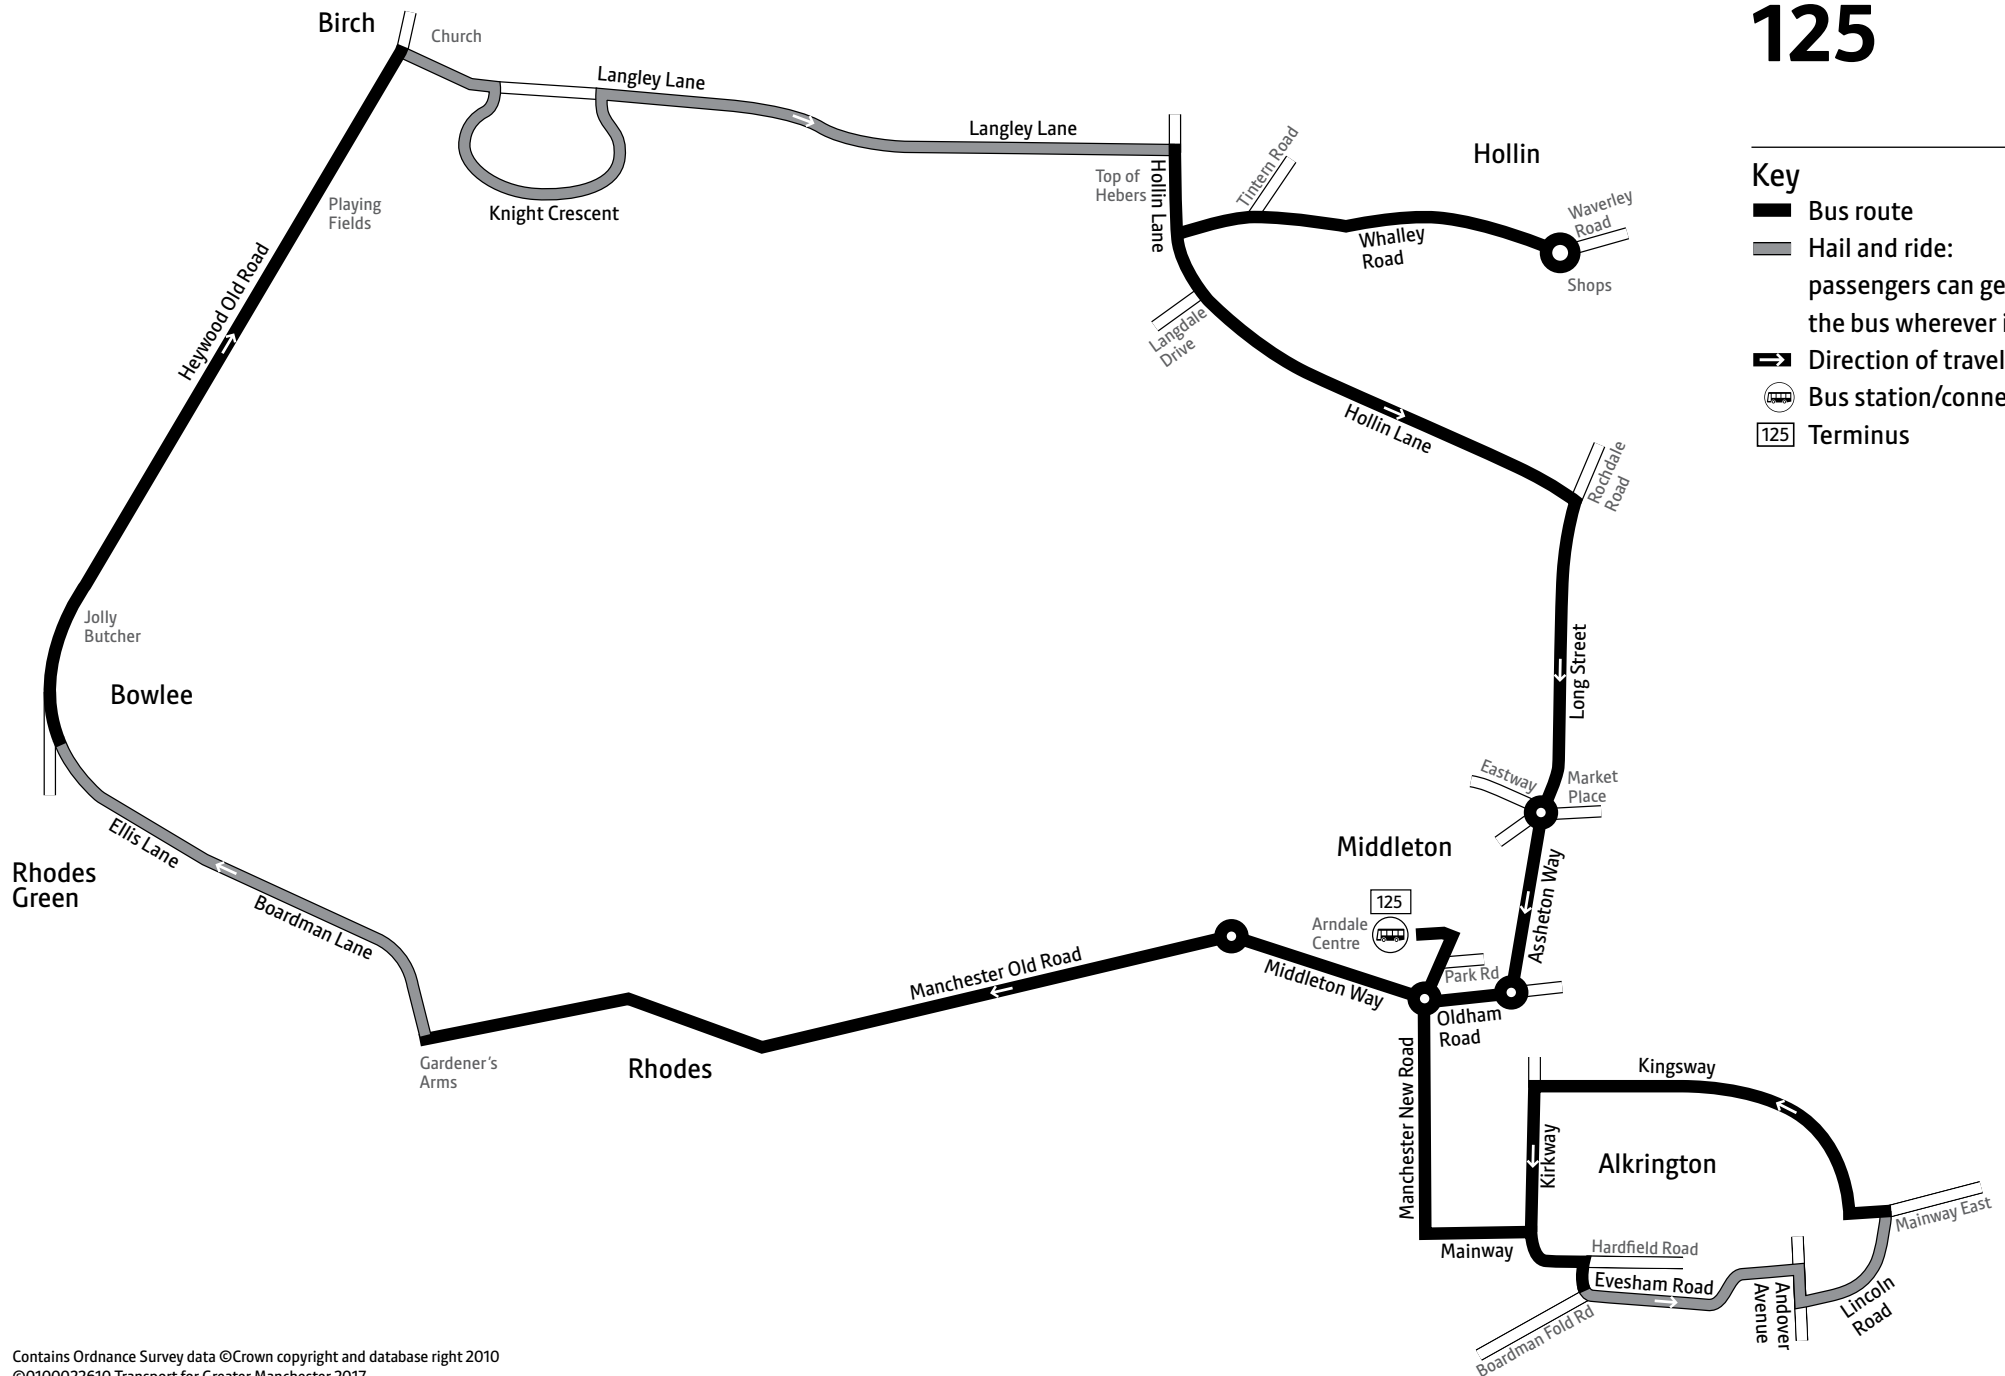 125
Key
Bus route
Hail and ride:
passengers can ge
the bus wherever i
Direction of travel
Bus station/conne
125 Terminus
Birch
Church
Langley Lane
Langley Lane
Knight Crescent
Playing
Fields
Heywood Old Road
Top of
Hebers
Hollin Lane
Tintern Road
Hollin
Waverley
Road
Whalley
Road
Shops
Langdale
Drive
Hollin Lane
Rochdale
Road
Jolly
Butcher
Bowlee
Long Street
Eastway
Market
Place
Ellis Lane
Rhodes
Green
Boardman Lane
Middleton
125
Arndale
Centre
Assheton Way
Park Rd
Manchester Old Road
Middleton Way
Oldham
Road
Gardener's
Arms
Rhodes
Manchester New Road
Kingsway
Kirkway
Alkrington
Mainway East
Mainway
Hardfield Road
Evesham Road
Andover
Avenue
Lincoln
Road
Boardman Fold Rd
Contains Ordnance Survey data ©Crown copyright and database right 2010
©0100022610 Transport for Greater Manchester 2017